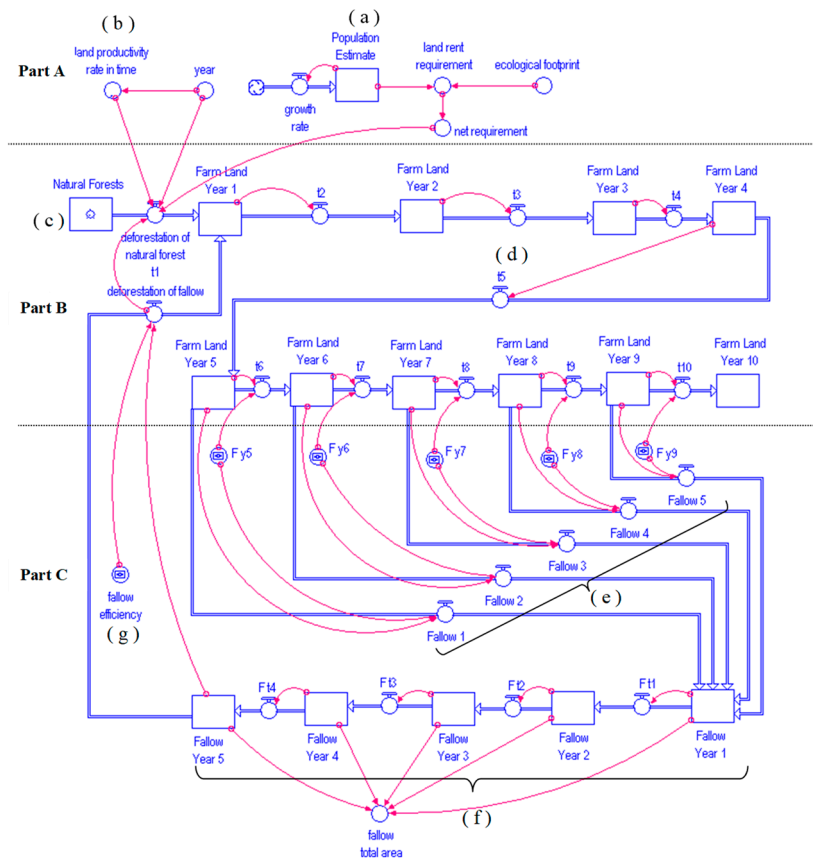 ( b )
( a )
land productivity
rate in time
year
Population
Estimate
land rent
requirement
ecological footprint
Part A
growth
rate
net requirement
Natural Forests
Farm Land
Year 1
t2
Farm Land
Year 2
t3
Farm Land
Year 3
t4
Farm Land
Year 4
( c )
deforestation of
natural forest
t1
deforestation of fallow
( d )
t5
Part B
Farm Land
Year 5
t6
Farm Land
Year 6
t7
Farm Land
Year 7
t8
Farm Land
Year 8
t9
Farm Land
Year 9
t10
Farm Land
Year 10
F y5
F y6
F y7
F y8
F y9
Fallow 5
Fallow 4
Fallow 3
Fallow 2
Fallow 1
( e )
Part C
fallow
efficiency
( g )
Ft4
Ft3
Ft2
Ft1
Fallow
Year 5
Fallow
Year 4
Fallow
Year 3
Fallow
Year 2
Fallow
Year 1
( f )
fallow
total area